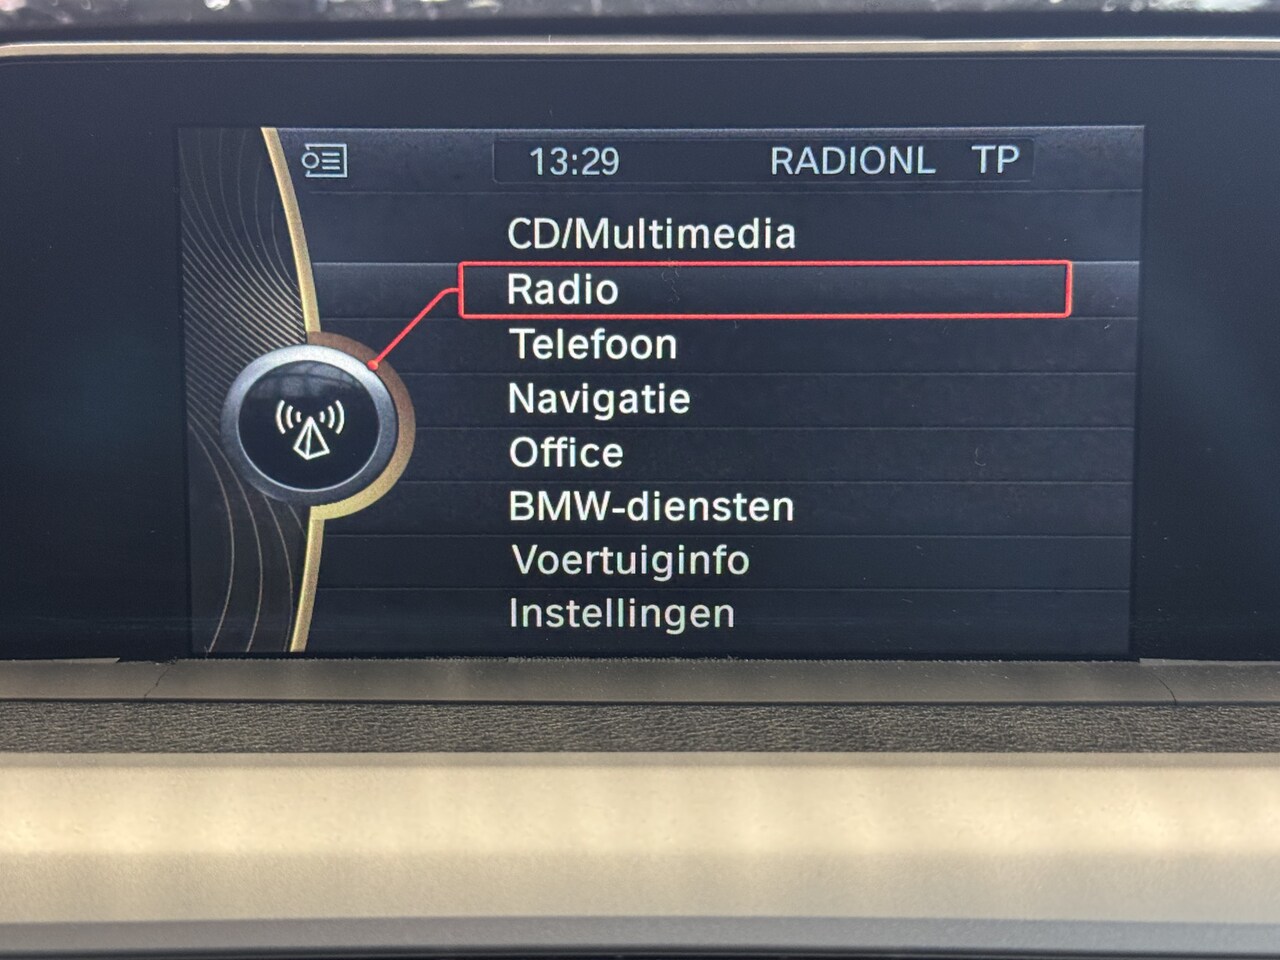 13:29 RADIONL TP
CD/Multimedia
Radio
Telefoon
Navigatie
Office
BMW-diensten
Voertuiginfo
Instellingen